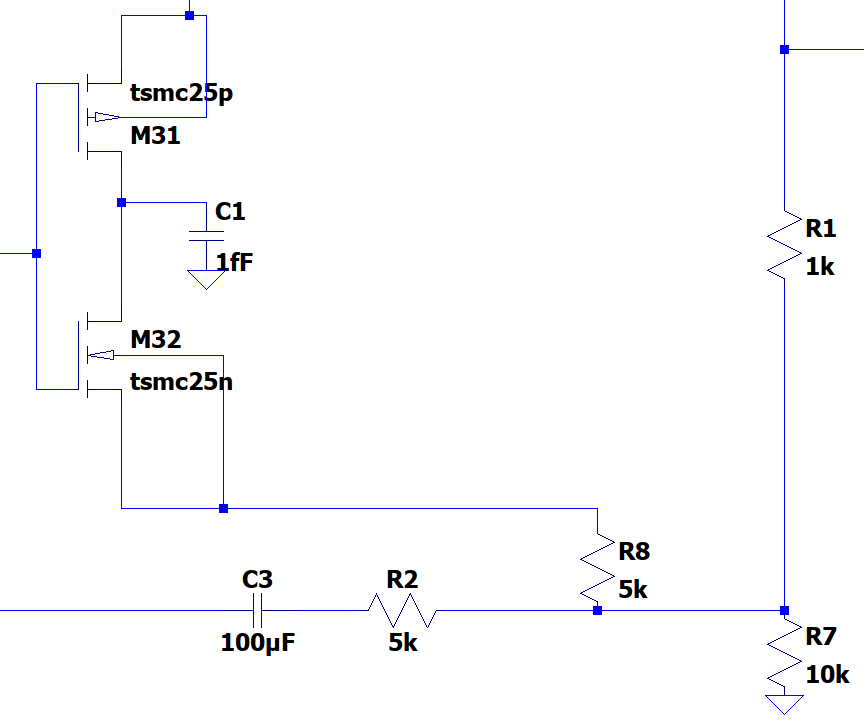 tsmc25p
M31
C1
1fF
R1
1k
M32
tsmc25n
R8
5k
C3
100µF
R2
5k
R7
10k